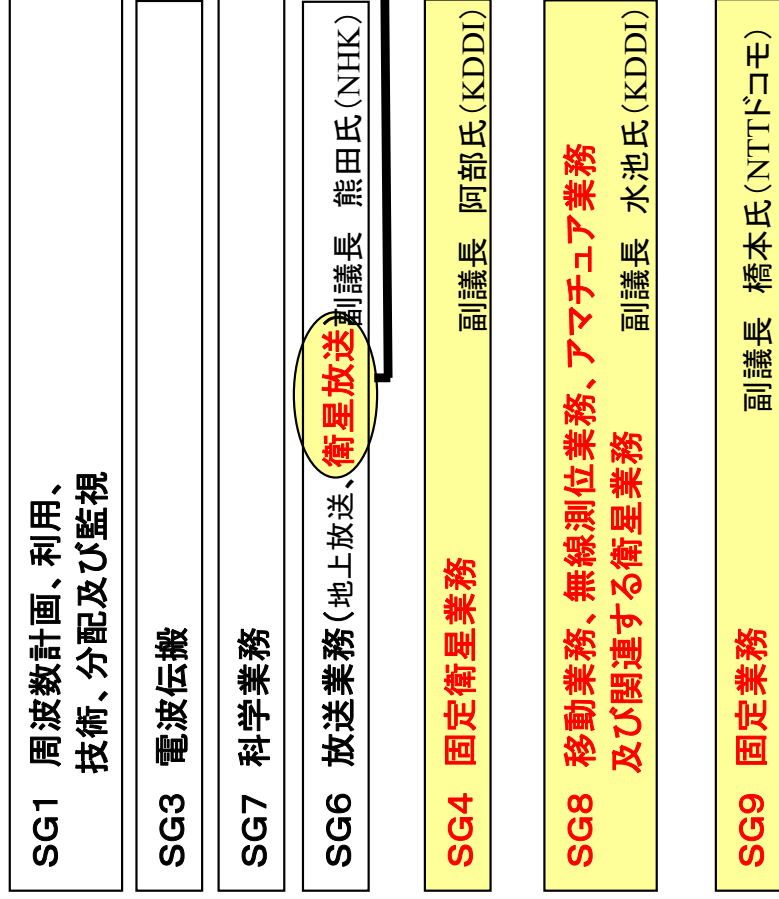 SG1 周波数計画、利用、
技術、分配及び監視
SG3 電波伝搬
SG7 科学業務
SG6 放送業務(地上放送、衛星放送)副議長 熊田氏(NHK)
SG4 固定衛星業務
副議長 阿部氏(KDDI)
SG8 移動業務、無線測位業務、アマチュア業務
及び関連する衛星業務
副議長 水池氏(KDDI)
SG9 固定業務
副議長 橋本氏(NTTドコモ)